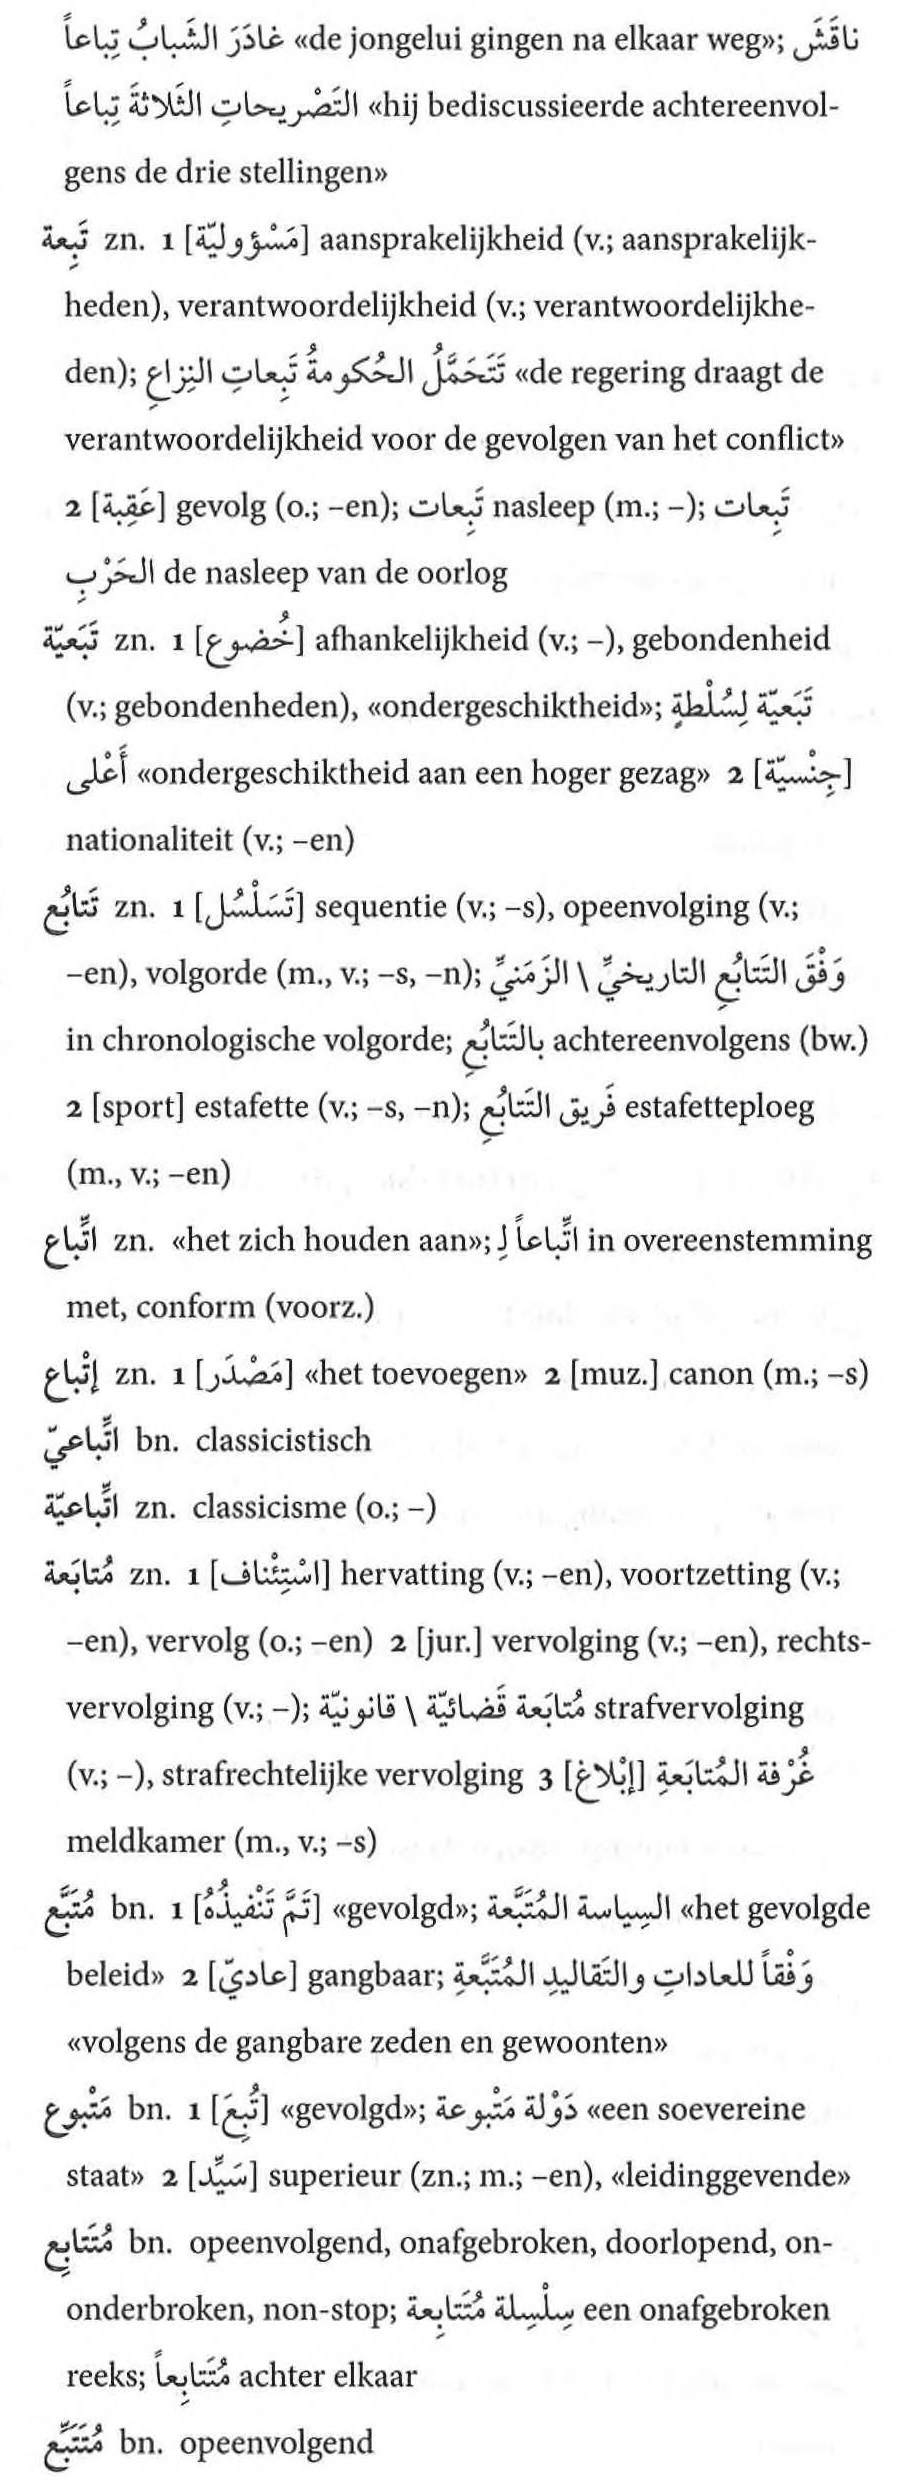 غادَرَ الشَّبابُ تِباعاً «de jongelui gingen na elkaar weg»; ناقَشَ
التَصْريحاتِ الثَلاثةَ تِباعاً «hij bediscussieerde achtereenvol-
gens de drie stellingen»
تَبِعة zn. 1 [مَسْؤوليّة] aansprakelijkheid (v.; aansprakelijk-
heden), verantwoordelijkheid (v.; verantwoordelijkhe-
den); تَتَحَمَّلُ الحُكومةُ تَبِعاتِ النِزاعِ «de regering draagt de
verantwoordelijkheid voor de gevolgen van het conflict»
2 [عَقِبة] gevolg (o.; –en); تَبِعات nasleep (m.; –); تَبِعات
الحَرْبِ de nasleep van de oorlog
تَبَعيّة zn. 1 [خُضوع] afhankelijkheid (v.; –), gebondenheid
(v.; gebondenheden), «ondergeschiktheid»; تَبَعيّة لِسُلْطةٍ
أَعْلى «ondergeschiktheid aan een hoger gezag» 2 [جِنْسيّة]
nationaliteit (v.; –en)
تَتابُع zn. 1 [تَسَلْسُل] sequentie (v.; –s), opeenvolging (v.;
–en), volgorde (m., v.; –s, –n); وَفْقَ التَتابُعِ التاريخيِّ \ الزَمَنيِّ
in chronologische volgorde; بِالتَتابُعِ achtereenvolgens (bw.)
2 [sport] estafette (v.; –s, –n); فَريق التَتابُعِ estafetteploeg
(m., v.; –en)
اتِّباع zn. «het zich houden aan»; اتِّباعاً لِ in overeenstemming
met, conform (voorz.)
إتْباع zn. 1 [مَصْدَر] «het toevoegen» 2 [muz.] canon (m.; –s)
اتِّباعيّ bn. classicistisch
اتِّباعيّة zn. classicisme (o.; –)
مُتابَعة zn. 1 [اسْتِئْناف] hervatting (v.; –en), voortzetting (v.;
–en), vervolg (o.; –en) 2 [jur.] vervolging (v.; –en), rechts-
vervolging (v.; –); مُتابَعة قَضائيّة \ قانونيّة strafvervolging
(v.; –), strafrechtelijke vervolging 3 [إبْلاغ] غُرْفة المُتابَعةِ
meldkamer (m., v.; –s)
مُتَّبَع bn. 1 [تَمَّ تَنْفيذُهُ] «gevolgd»; السِياسة المُتَّبَعة «het gevolgde
beleid» 2 [عاديّ] gangbaar; وَفْقاً للعاداتِ والتَقاليدِ المُتَّبَعةِ
«volgens de gangbare zeden en gewoonten»
مَتْبوع bn. 1 [تُبِعَ] «gevolgd»; دَوْلة مَتْبوعة «een soevereine
staat» 2 [سَيِّد] superieur (zn.; m.; –en), «leidinggevende»
مُتَتابِع bn. opeenvolgend, onafgebroken, doorlopend, on-
onderbroken, non-stop; سِلْسِلة مُتَتابِعة een onafgebroken
reeks; مُتَتابِعاً achter elkaar
مُتَتَبِّع bn. opeenvolgend